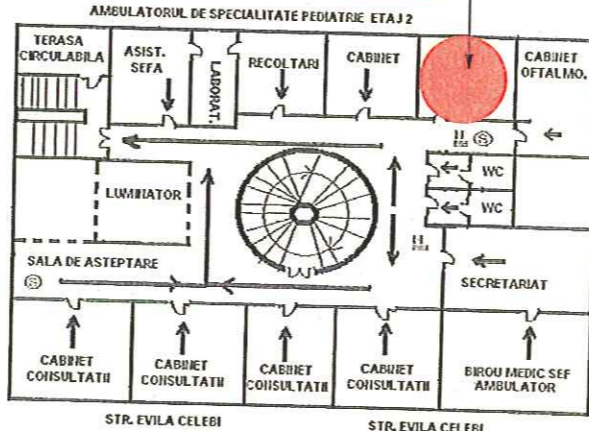 AMBULATORUL DE SPECIALITATE PEDIATRIE ETAJ 2
TERASA
CIRCULABILA
ASIST.
SEFA
LABORAT.
RECOLTARI
CABINET
CABINET
OFTALMO.
H
S
WC
WC
LUMINATOR
H
SALA DE ASTEPTARE
S
SECRETARIAT
CABINET
CONSULTATII
CABINET
CONSULTATII
CABINET
CONSULTATII
CABINET
CONSULTATII
BIROU MEDIC SEF
AMBULATOR
STR. EVILA CELEBI
STR. EVILA CELEBI